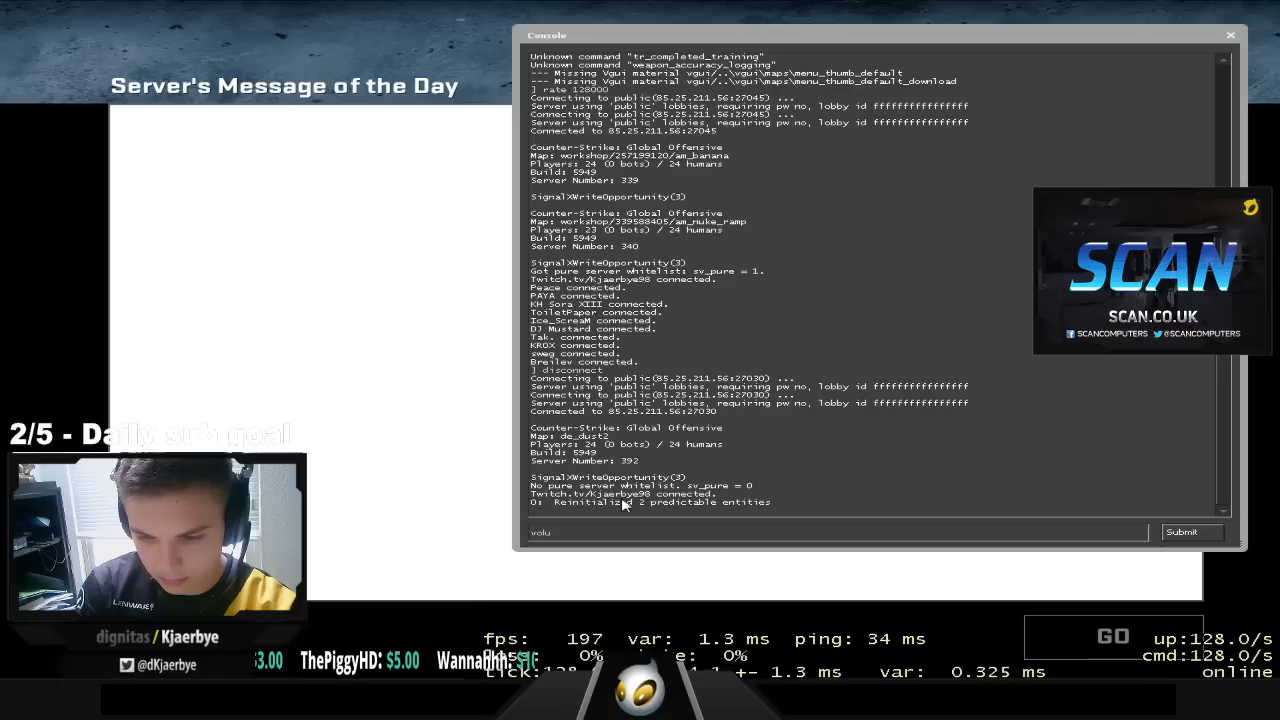 Server's Message of the Day
Console
Unknown command "tr_completed_training"
Unknown command "weapon_accuracy_logging"
--- Missing Vgui material vgui/..\vgui\maps\menu_thumb_default
--- Missing Vgui material vgui/..\vgui\maps\menu_thumb_default_download
] rate 128000
Connecting to public(85.25.211.56:27045) ...
Server using 'public' lobbies, requiring pw no, lobby id ffffffffffffffff
Connecting to public(85.25.211.56:27045) ...
Server using 'public' lobbies, requiring pw no, lobby id ffffffffffffffff
Connected to 85.25.211.56:27045
Counter-Strike: Global Offensive
Map: workshop/257199120/am_banana
Players: 24 (0 bots) / 24 humans
Build: 5949
Server Number: 339
SignalXWriteOpportunity(3)
Counter-Strike: Global Offensive
Map: workshop/339588405/am_nuke_ramp
Players: 23 (0 bots) / 24 humans
Build: 5949
Server Number: 340
SignalXWriteOpportunity(3)
Got pure server whitelist: sv_pure = 1.
Twitch.tv/Kjaerbye98 connected.
Peace connected.
PAYA connected.
KH Sora XIII connected.
ToiletPaper connected.
Ice_ScreaM connected.
DJ Mustard connected.
Tak. connected.
KROX connected.
sweg connected.
Breilev connected.
] disconnect
Connecting to public(85.25.211.56:27030) ...
Server using 'public' lobbies, requiring pw no, lobby id ffffffffffffffff
Connecting to public(85.25.211.56:27030) ...
Server using 'public' lobbies, requiring pw no, lobby id ffffffffffffffff
Connected to 85.25.211.56:27030
Counter-Strike: Global Offensive
Map: de_dust2
Players: 24 (0 bots) / 24 humans
Build: 5949
Server Number: 392
SignalXWriteOpportunity(3)
No pure server whitelist. sv_pure = 0
Twitch.tv/Kjaerbye98 connected.
0: Reinitialized 2 predictable entities
volu
Submit
SCAN
SCAN.CO.UK
SCANCOMPUTERS @SCANCOMPUTERS
2/5 - Daily sub goal
LENWARE
dignitas / Kjaerbye
@dKjaerbye
$3.00 ThePiggyHD: $5.00 Wannahhh:
fps: 197 var: 1.3 ms ping: 34 ms
0% 0%
+- 1.3 ms var: 0.325 ms
GO
up:128.0/s
cmd:128.0/s
online